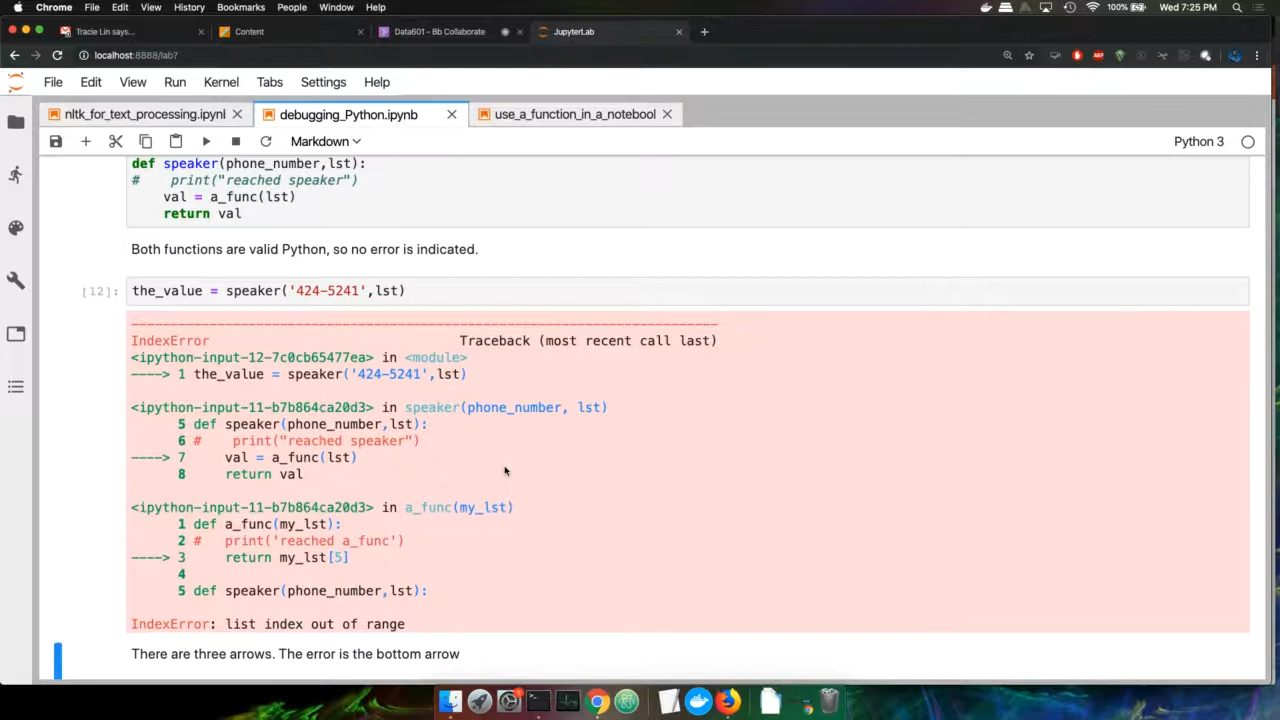 Chrome File Edit View History Bookmarks People Window Help 100% Wed 7:25 PM
Tracie Lin says... Content Data601 - Bb Collaborate JupyterLab
localhost:8888/lab?
File Edit View Run Kernel Tabs Settings Help
nltk_for_text_processing.ipynl debugging_Python.ipynb use_a_function_in_a_notebool
Markdown Python 3
def speaker(phone_number,lst):
#    print("reached speaker")
    val = a_func(lst)
    return val
Both functions are valid Python, so no error is indicated.
[12]: the_value = speaker('424-5241',lst)
---------------------------------------------------------------------------
IndexError                                Traceback (most recent call last)
<ipython-input-12-7c0cb65477ea> in <module>
----> 1 the_value = speaker('424-5241',lst)
<ipython-input-11-b7b864ca20d3> in speaker(phone_number, lst)
      5 def speaker(phone_number,lst):
      6 #    print("reached speaker")
----> 7     val = a_func(lst)
      8     return val
<ipython-input-11-b7b864ca20d3> in a_func(my_lst)
      1 def a_func(my_lst):
      2 #   print('reached a_func')
----> 3     return my_lst[5]
      4
      5 def speaker(phone_number,lst):
IndexError: list index out of range
There are three arrows. The error is the bottom arrow